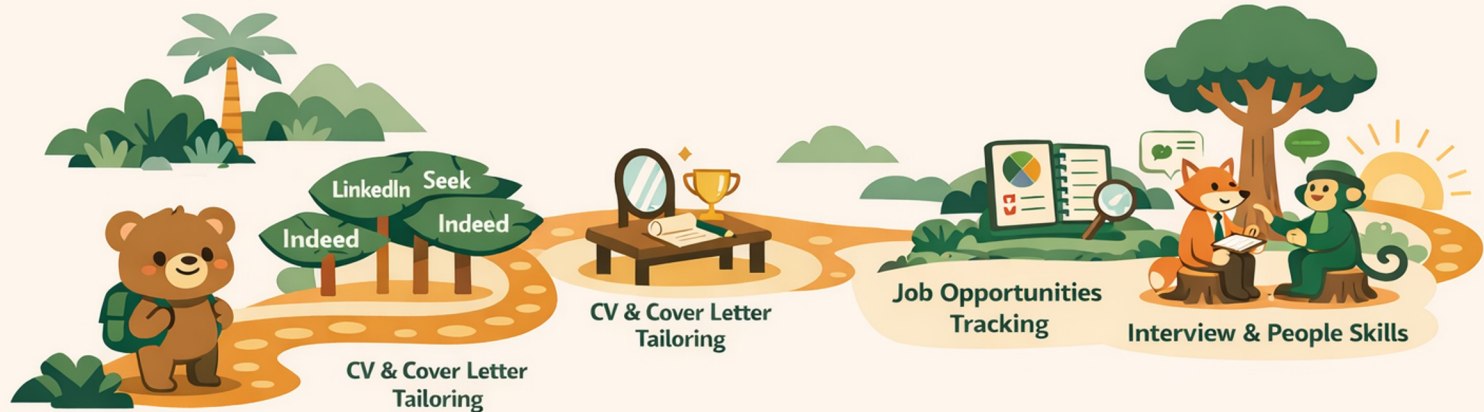 LinkedIn Seek
Indeed
Indeed
CV & Cover Letter
Tailoring
CV & Cover Letter
Tailoring
Job Opportunities
Tracking
Interview & People Skills